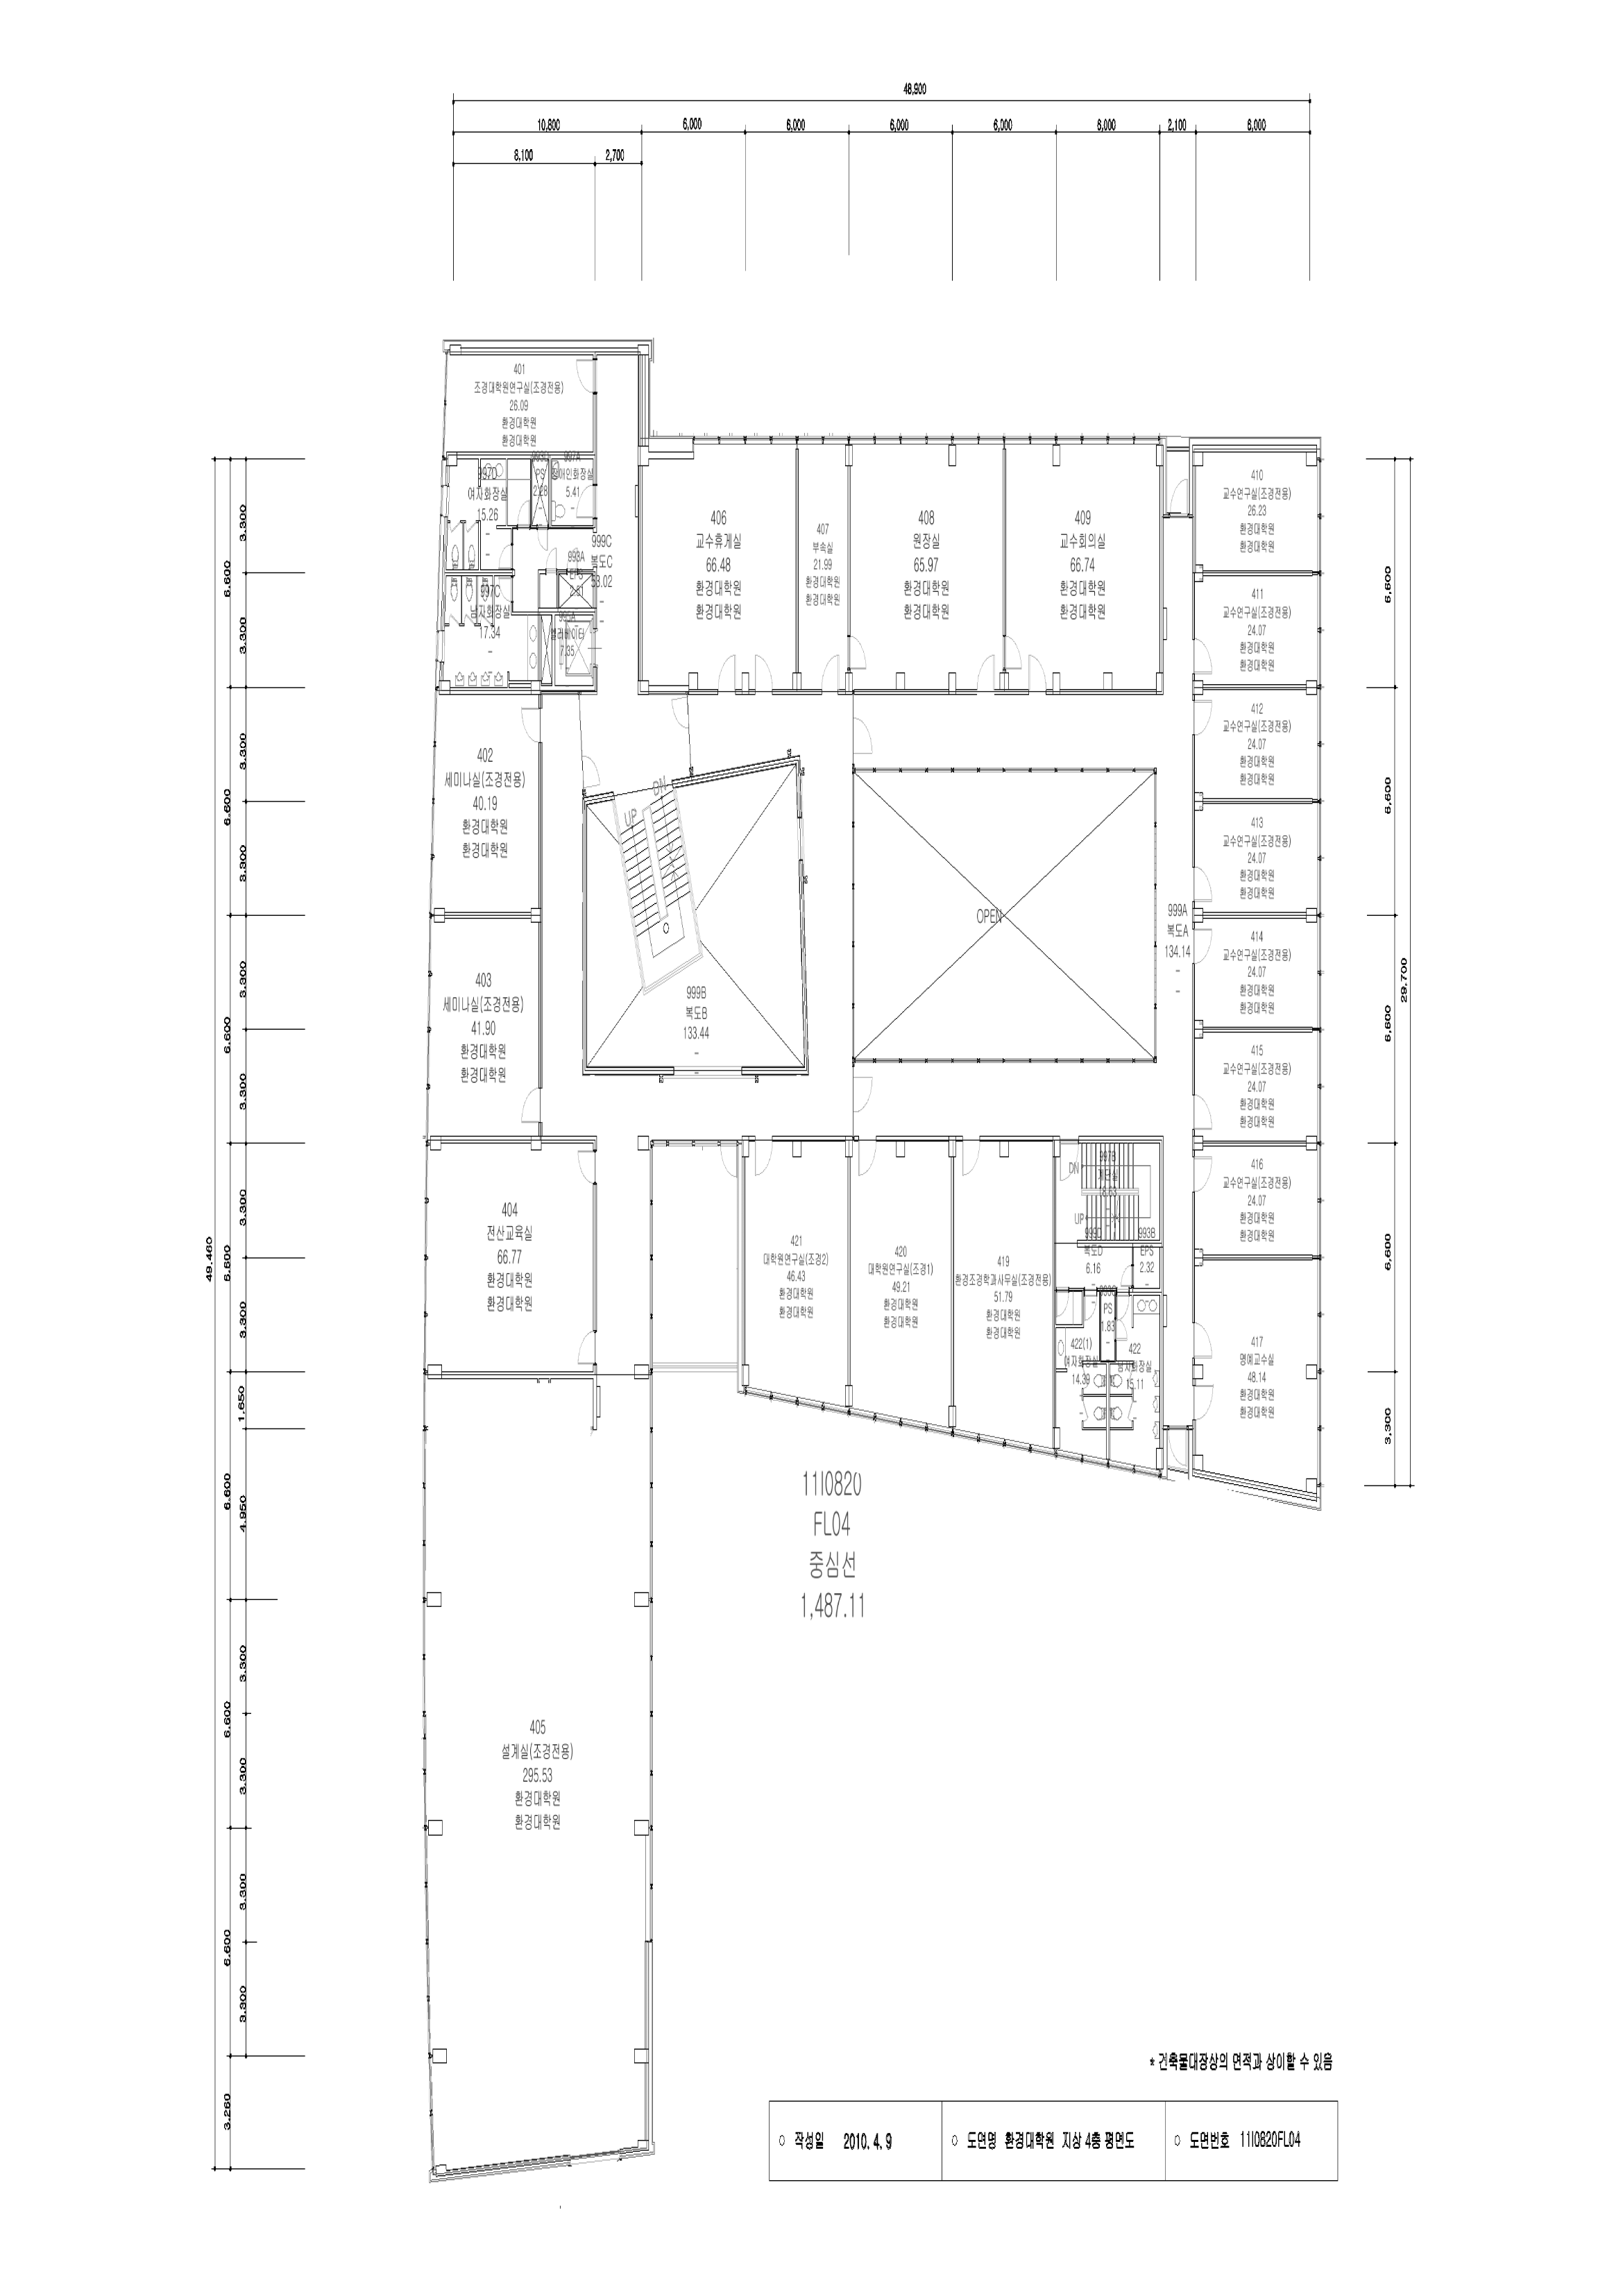 48,900
10,800
6,000
6,000
6,000
6,000
6,000
2,100
6,000
8,100
2,700
401
조경대학원연구실(조경전용)
26.09
환경대학원
환경대학원
997D
여자화장실
15.26
-
-
PS
2.28
-
997A
장애인화장실
5.41
-
999C
복도C
53.02
-
-
993A
EPS
2.51
-
997C
남자화장실
17.34
-
-
엘리베이터
7.35
-
406
교수휴게실
66.48
환경대학원
환경대학원
407
부속실
21.99
환경대학원
환경대학원
408
원장실
65.97
환경대학원
환경대학원
409
교수회의실
66.74
환경대학원
환경대학원
410
교수연구실(조경전용)
26.23
환경대학원
환경대학원
411
교수연구실(조경전용)
24.07
환경대학원
환경대학원
412
교수연구실(조경전용)
24.07
환경대학원
환경대학원
413
교수연구실(조경전용)
24.07
환경대학원
환경대학원
414
교수연구실(조경전용)
24.07
환경대학원
환경대학원
415
교수연구실(조경전용)
24.07
환경대학원
환경대학원
416
교수연구실(조경전용)
24.07
환경대학원
환경대학원
417
명예교수실
48.14
환경대학원
환경대학원
402
세미나실(조경전용)
40.19
환경대학원
환경대학원
403
세미나실(조경전용)
41.90
환경대학원
환경대학원
UP
DN
999B
복도B
133.44
-
OPEN
999A
복도A
134.14
-
-
404
전산교육실
66.77
환경대학원
환경대학원
421
대학원연구실(조경2)
46.43
환경대학원
환경대학원
420
대학원연구실(조경1)
49.21
환경대학원
환경대학원
419
환경조경학과사무실(조경전용)
51.79
환경대학원
환경대학원
DN
997B
계단실
UP
999D
복도D
6.16
-
993B
EPS
2.32
-
PS
1.83
-
422(1)
여자화장실
14.39
422
남자화장실
15.11
405
설계실(조경전용)
295.53
환경대학원
환경대학원
11I0820
FL04
중심선
1,487.11
49.460
6.600
6.600
6.600
6.600
6.600
6.600
6.600
3.260
3.300
3.300
3.300
3.300
3.300
3.300
3.300
3.300
1.650
4.950
3.300
3.300
3.300
3.300
6,600
6,600
6,600
6,600
3,300
29.700
* 건축물대장상의 면적과 상이할 수 있음
○ 작성일 2010. 4. 9
○ 도면명 환경대학원 지상 4층 평면도
○ 도면번호 11I0820FL04